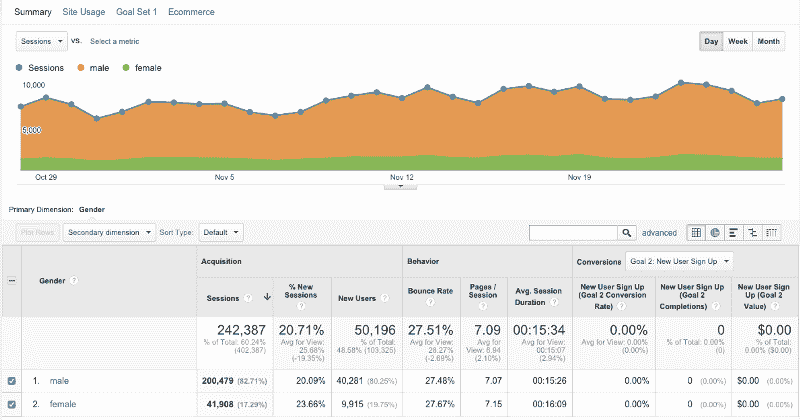 Summary Site Usage Goal Set 1 Ecommerce
Sessions vs. Select a metric Day Week Month
Sessions male female
10,000
5,000
Oct 29 Nov 5 Nov 12 Nov 19
Primary Dimension: Gender
Plot Rows Secondary dimension Sort Type: Default advanced
Acquisition Behavior Conversions Goal 2: New User Sign Up
Gender ? Sessions ? % New Sessions ? New Users ? Bounce Rate ? Pages / Session ? Avg. Session Duration ? New User Sign Up (Goal 2 Conversion Rate) ? New User Sign Up (Goal 2 Completions) ? New User Sign Up (Goal 2 Value) ?
242,387 20.71% 50,196 27.51% 7.09 00:15:34 0.00% 0 $0.00
% of Total: 60.24% (402,387) Avg for View: 25.68% (-19.35%) % of Total: 48.58% (103,325) Avg for View: 28.27% (-2.69%) Avg for View: 6.94 (2.10%) Avg for View: 00:15:07 (2.94%) Avg for View: 0.00% (0.00%) % of Total: 0.00% (0) % of Total: 0.00% ($0.00)
1. male 200,479 (82.71%) 20.09% 40,281 (80.25%) 27.48% 7.07 00:15:26 0.00% 0 (0.00%) $0.00 (0.00%)
2. female 41,908 (17.29%) 23.66% 9,915 (19.75%) 27.67% 7.15 00:16:09 0.00% 0 (0.00%) $0.00 (0.00%)